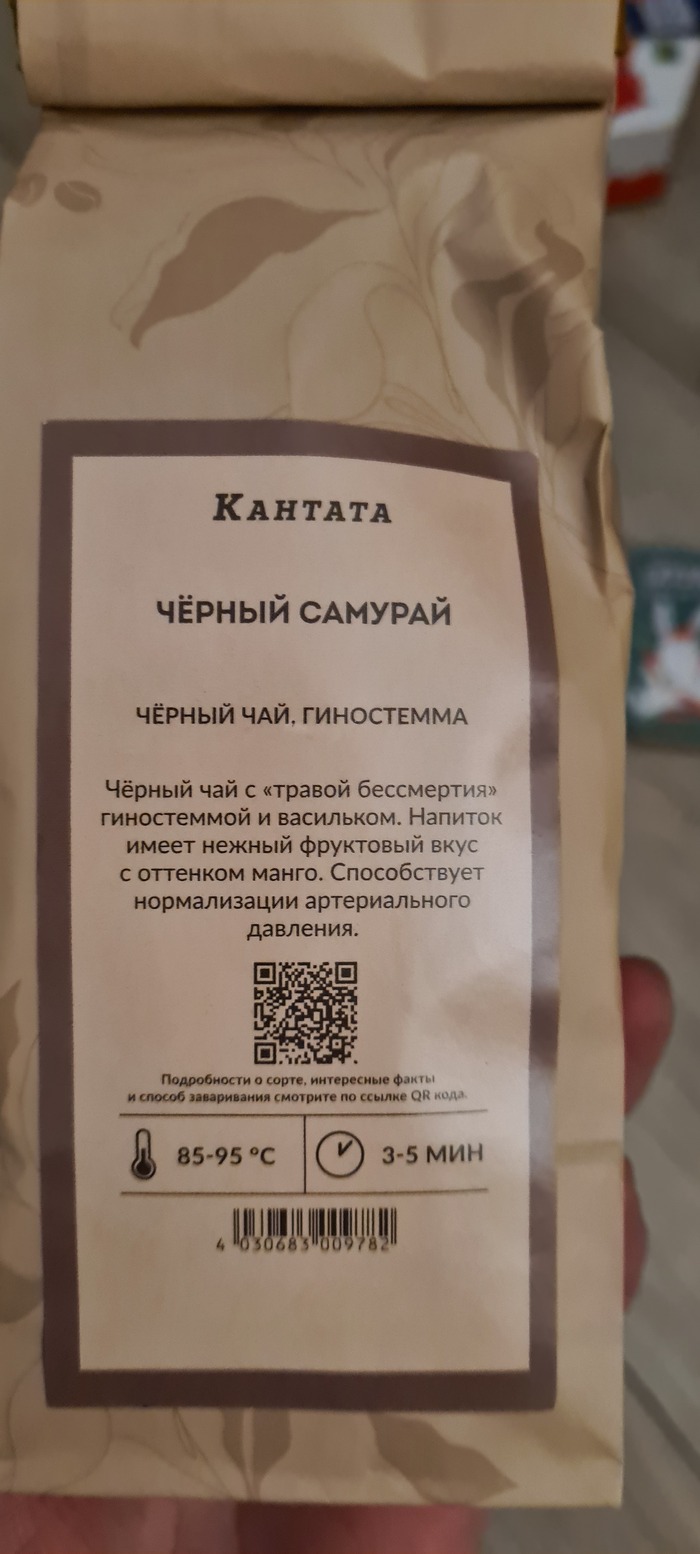 Кантата
ЧЁРНЫЙ САМУРАЙ
ЧЁРНЫЙ ЧАЙ, ГИНОСТЕММА
Чёрный чай с «травой бессмертия»
гиностеммой и васильком. Напиток
имеет нежный фруктовый вкус
с оттенком манго. Способствует
нормализации артериального
давления.
Подробности о сорте, интересные факты
и способ заваривания смотрите по ссылке QR кода.
85-95 °C 3-5 МИН
4 030683 009782